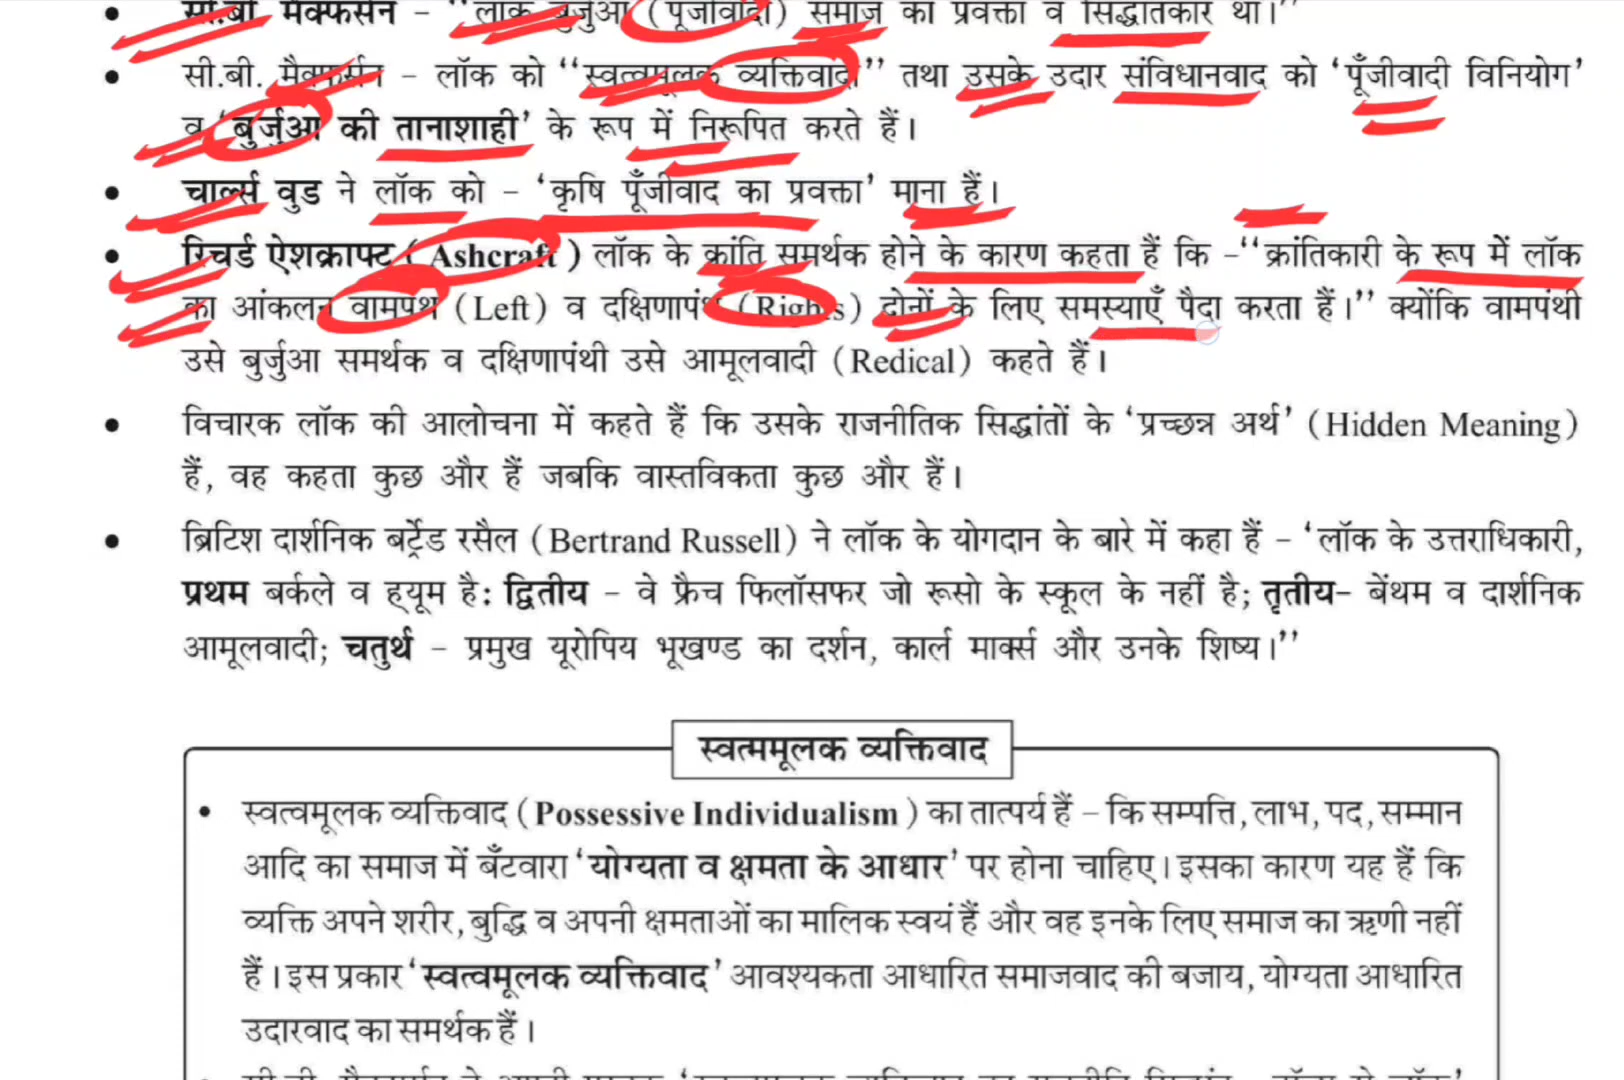 सी.बी मैक्फर्सन – ‘‘लॉक बुर्जुआ (पूंजीवादी) समाज का प्रवक्ता व सिद्धांतकार था।’’
सी.बी. मैक्फर्सन – लॉक को ‘‘स्वत्वमूलक व्यक्तिवादी’’ तथा उसके उदार संविधानवाद को ‘पूँजीवादी विनियोग’
व ‘बुर्जुआ की तानाशाही’ के रूप में निरूपित करते हैं।
चार्ल्स वुड ने लॉक को – ‘कृषि पूँजीवाद का प्रवक्ता’ माना हैं।
रिचर्ड ऐशक्राफ्ट (Ashcraft) लॉक के क्रांति समर्थक होने के कारण कहता हैं कि –‘‘क्रांतिकारी के रूप में लॉक
का आंकलन वामपंथ (Left) व दक्षिणापंथ (Rights) दोनों के लिए समस्याएँ पैदा करता हैं।’’ क्योंकि वामपंथी
उसे बुर्जुआ समर्थक व दक्षिणापंथी उसे आमूलवादी (Redical) कहते हैं।
विचारक लॉक की आलोचना में कहते हैं कि उसके राजनीतिक सिद्धांतों के ‘प्रच्छन्न अर्थ’ (Hidden Meaning)
हैं, वह कहता कुछ और हैं जबकि वास्तविकता कुछ और हैं।
ब्रिटिश दार्शनिक बर्ट्रेंड रसैल (Bertrand Russell) ने लॉक के योगदान के बारे में कहा हैं – ‘लॉक के उत्तराधिकारी,
प्रथम बर्कले व ह्यूम है: द्वितीय – वे फ्रैच फिलॉसफर जो रूसो के स्कूल के नहीं है; तृतीय– बेंथम व दार्शनिक
आमूलवादी; चतुर्थ – प्रमुख यूरोपिय भूखण्ड का दर्शन, कार्ल मार्क्स और उनके शिष्य।’’
स्वत्ममूलक व्यक्तिवाद
स्वत्वमूलक व्यक्तिवाद (Possessive Individualism) का तात्पर्य हैं – कि सम्पत्ति, लाभ, पद, सम्मान
आदि का समाज में बँटवारा ‘योग्यता व क्षमता के आधार’ पर होना चाहिए। इसका कारण यह हैं कि
व्यक्ति अपने शरीर, बुद्धि व अपनी क्षमताओं का मालिक स्वयं हैं और वह इनके लिए समाज का ऋणी नहीं
हैं। इस प्रकार ‘स्वत्वमूलक व्यक्तिवाद’ आवश्यकता आधारित समाजवाद की बजाय, योग्यता आधारित
उदारवाद का समर्थक हैं।